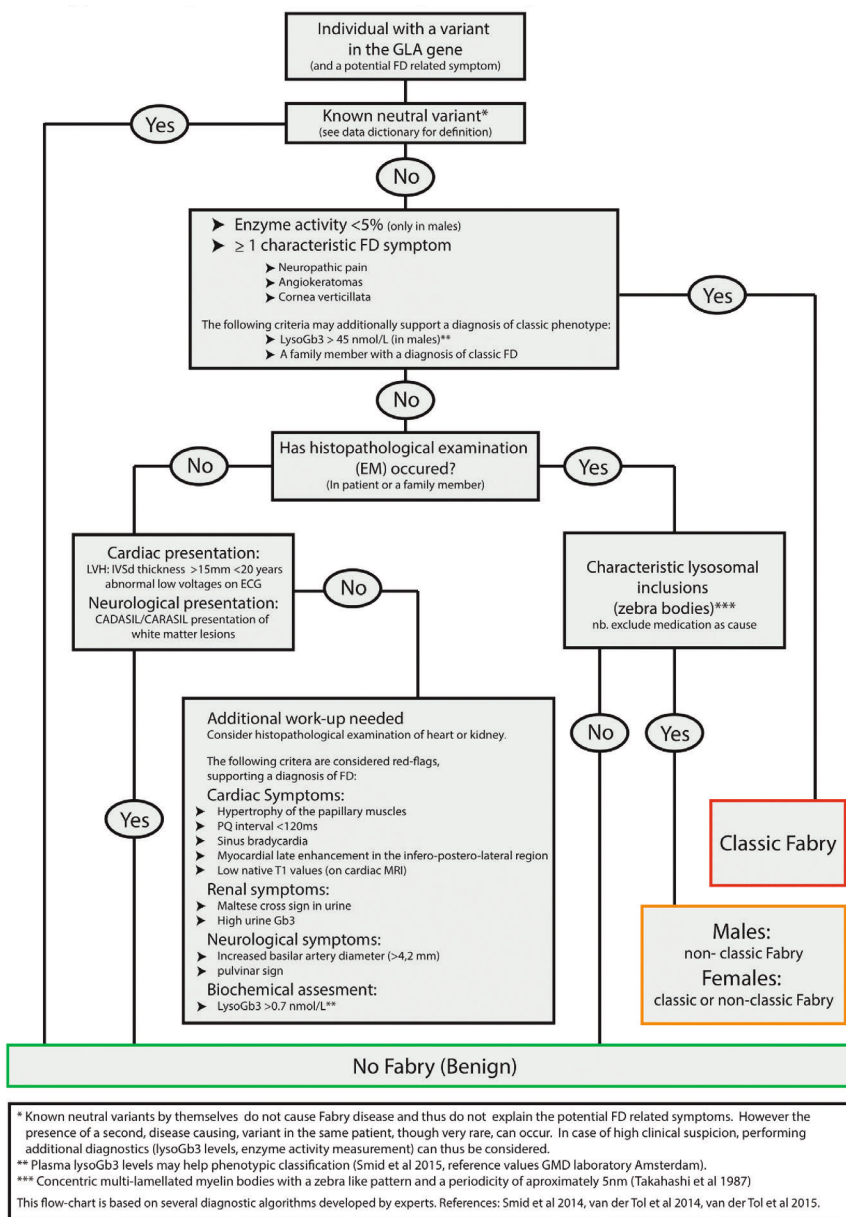 Individual with a variant
in the GLA gene
(and a potential FD related symptom)
Yes
Known neutral variant*
(see data dictionary for definition)
No
➤ Enzyme activity <5% (only in males)
➤ ≥ 1 characteristic FD symptom
➤ Neuropathic pain
➤ Angiokeratomas
➤ Cornea verticillata
The following criteria may additionally support a diagnosis of classic phenotype:
➤ LysoGb3 > 45 nmol/L (in males)**
➤ A family member with a diagnosis of classic FD
Yes
No
No
Has histopathological examination
(EM) occured?
(In patient or a family member)
Yes
Cardiac presentation:
LVH: IVSd thickness >15mm <20 years
abnormal low voltages on ECG
Neurological presentation:
CADASIL/CARASIL presentation of
white matter lesions
No
Characteristic lysosomal
inclusions
(zebra bodies)***
nb. exclude medication as cause
Additional work-up needed
Consider histopathological examination of heart or kidney.
The following critera are considered red-flags,
supporting a diagnosis of FD:
Cardiac Symptoms:
➤ Hypertrophy of the papillary muscles
➤ PQ interval <120ms
➤ Sinus bradycardia
➤ Myocardial late enhancement in the infero-postero-lateral region
➤ Low native T1 values (on cardiac MRI)
Renal symptoms:
➤ Maltese cross sign in urine
➤ High urine Gb3
Neurological symptoms:
➤ Increased basilar artery diameter (>4,2 mm)
➤ pulvinar sign
Biochemical assesment:
➤ LysoGb3 >0.7 nmol/L**
Yes
No
Yes
Classic Fabry
Males:
non- classic Fabry
Females:
classic or non-classic Fabry
No Fabry (Benign)
* Known neutral variants by themselves do not cause Fabry disease and thus do not explain the potential FD related symptoms. However the
presence of a second, disease causing, variant in the same patient, though very rare, can occur. In case of high clinical suspicion, performing
additional diagnostics (lysoGb3 levels, enzyme activity measurement) can thus be considered.
** Plasma lysoGb3 levels may help phenotypic classification (Smid et al 2015, reference values GMD laboratory Amsterdam).
*** Concentric multi-lamellated myelin bodies with a zebra like pattern and a periodicity of aproximately 5nm (Takahashi et al 1987)
This flow-chart is based on several diagnostic algorithms developed by experts. References: Smid et al 2014, van der Tol et al 2014, van der Tol et al 2015.